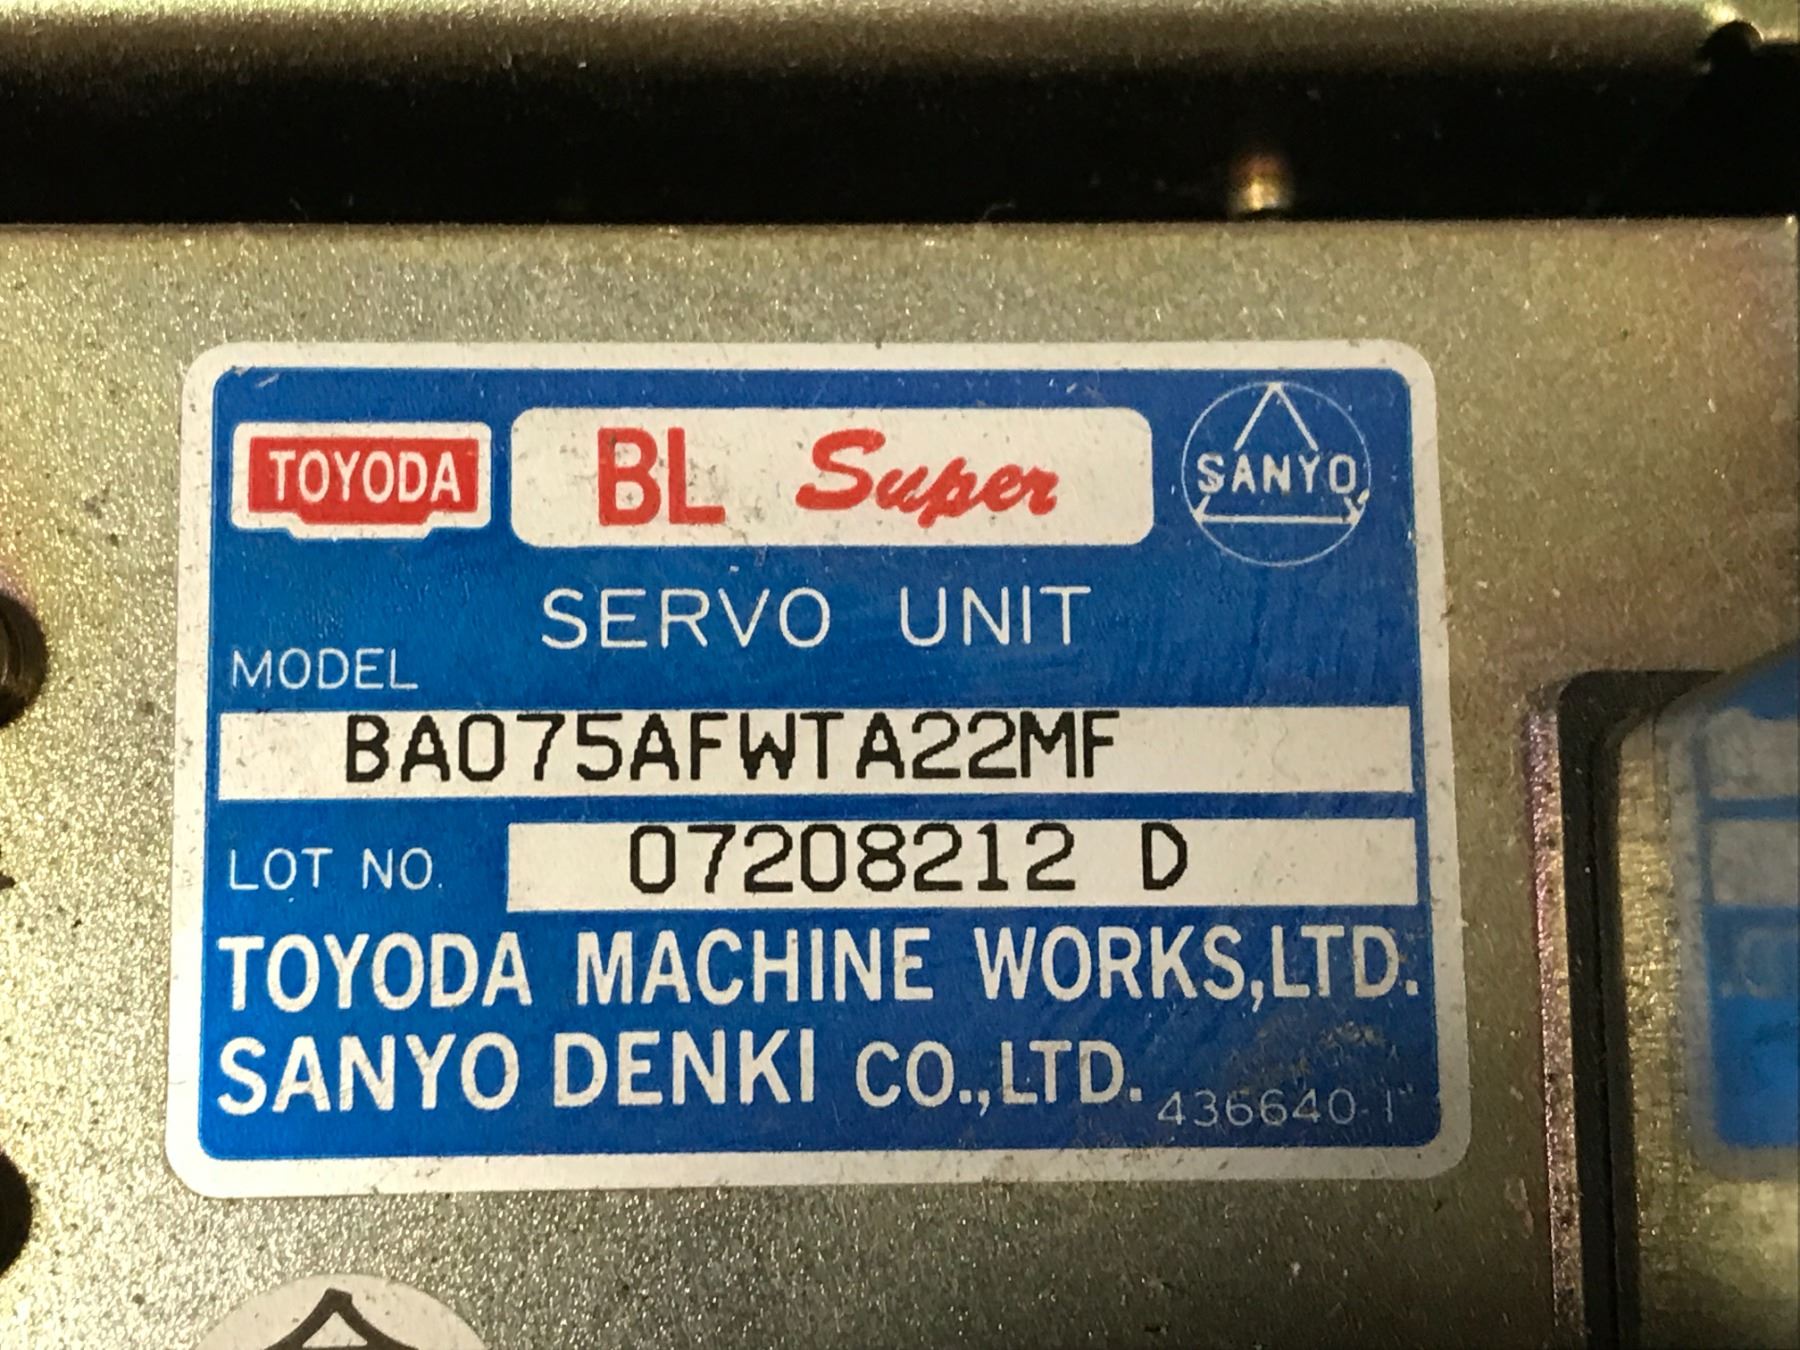 TOYODA BL Super SANYO
SERVO UNIT
MODEL
BA075AFWTA22MF
LOT NO. 07208212 D
TOYODA MACHINE WORKS,LTD.
SANYO DENKI CO.,LTD. 436640-1